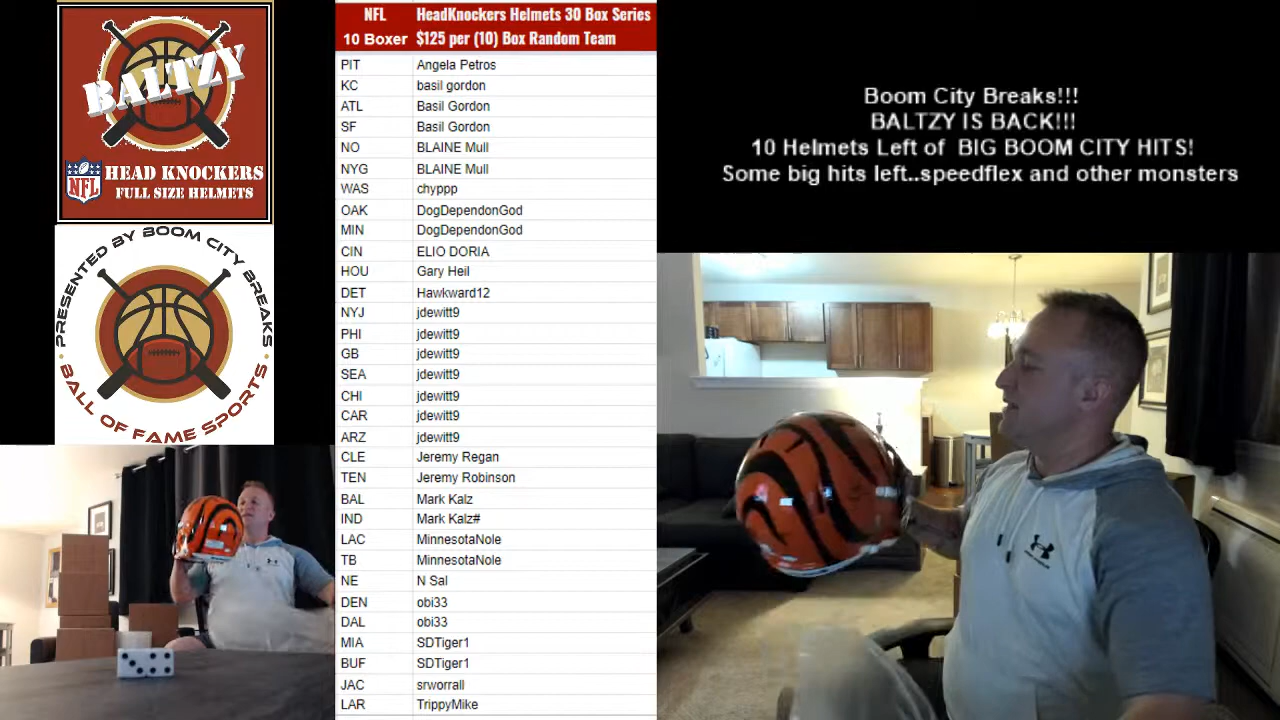 BALTZY
NFL
HEAD KNOCKERS
FULL SIZE HELMETS
PRESENTED BY BOOM CITY BREAKS
BALL OF FAME SPORTS
NFL HeadKnockers Helmets 30 Box Series
10 Boxer $125 per (10) Box Random Team
PIT Angela Petros
KC basil gordon
ATL Basil Gordon
SF Basil Gordon
NO BLAINE Mull
NYG BLAINE Mull
WAS chyppp
OAK DogDependonGod
MIN DogDependonGod
CIN ELIO DORIA
HOU Gary Heil
DET Hawkward12
NYJ jdewitt9
PHI jdewitt9
GB jdewitt9
SEA jdewitt9
CHI jdewitt9
CAR jdewitt9
ARZ jdewitt9
CLE Jeremy Regan
TEN Jeremy Robinson
BAL Mark Kalz
IND Mark Kalz#
LAC MinnesotaNole
TB MinnesotaNole
NE N Sal
DEN obi33
DAL obi33
MIA SDTiger1
BUF SDTiger1
JAC srworrall
LAR TrippyMike
Boom City Breaks!!!
BALTZY IS BACK!!!
10 Helmets Left of BIG BOOM CITY HITS!
Some big hits left..speedflex and other monsters